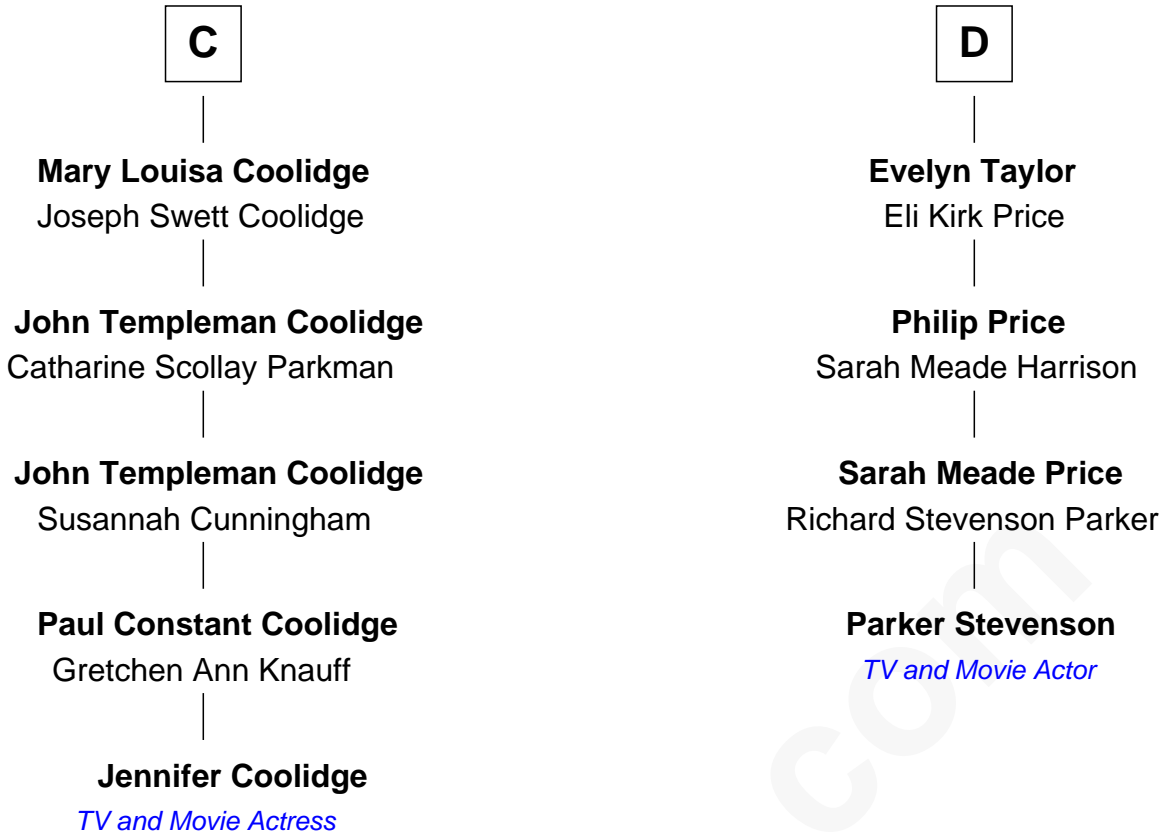 C
Mary Louisa Coolidge
Joseph Swett Coolidge
John Templeman Coolidge
Catharine Scollay Parkman
John Templeman Coolidge
Susannah Cunningham
Paul Constant Coolidge
Gretchen Ann Knauff
Jennifer Coolidge
TV and Movie Actress
D
Evelyn Taylor
Eli Kirk Price
Philip Price
Sarah Meade Harrison
Sarah Meade Price
Richard Stevenson Parker
Parker Stevenson
TV and Movie Actor
com